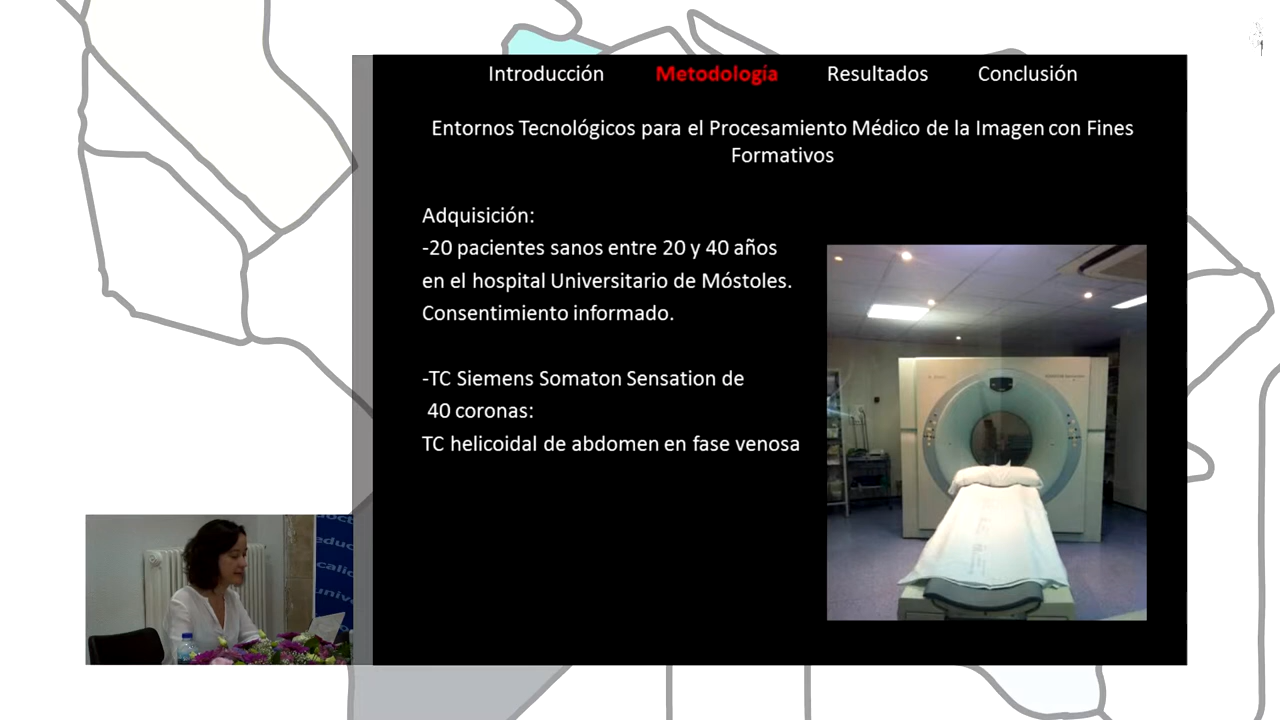 Introducción Metodología Resultados Conclusión
Entornos Tecnológicos para el Procesamiento Médico de la Imagen con Fines
Formativos
Adquisición:
-20 pacientes sanos entre 20 y 40 años
en el hospital Universitario de Móstoles.
Consentimiento informado.
-TC Siemens Somaton Sensation de
40 coronas:
TC helicoidal de abdomen en fase venosa